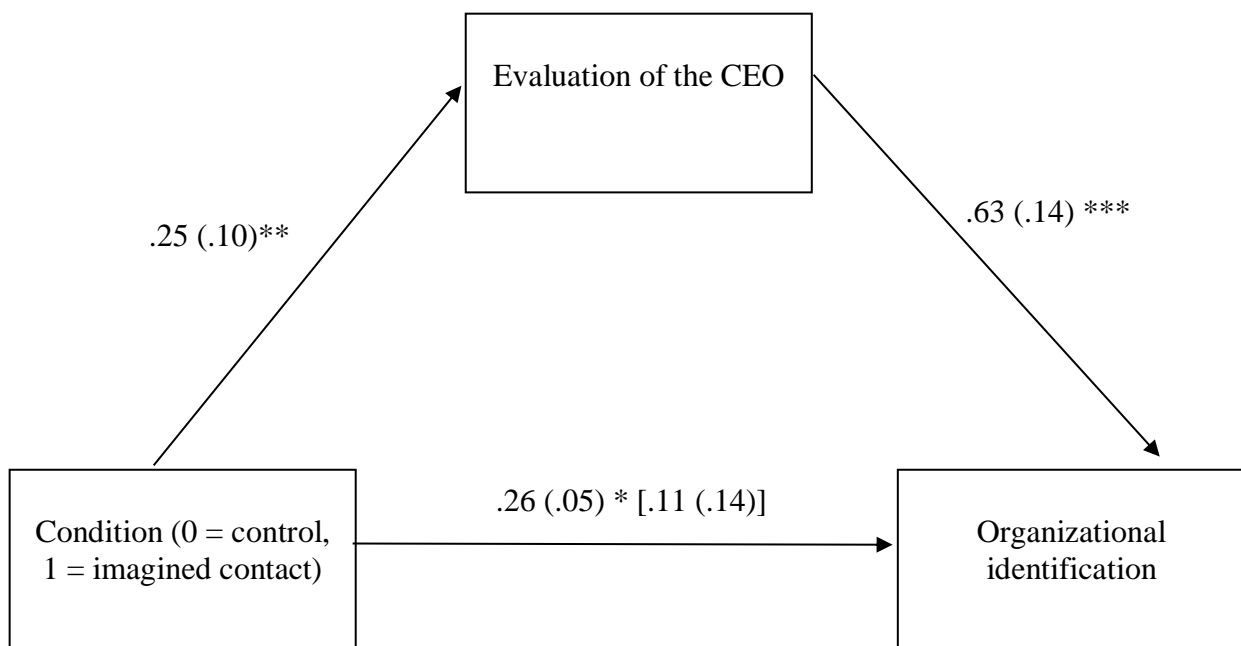 Evaluation of the CEO
.25 (.10)**
.63 (.14) ***
.26 (.05) * [.11 (.14)]
Condition (0 = control,
1 = imagined contact)
Organizational
identification